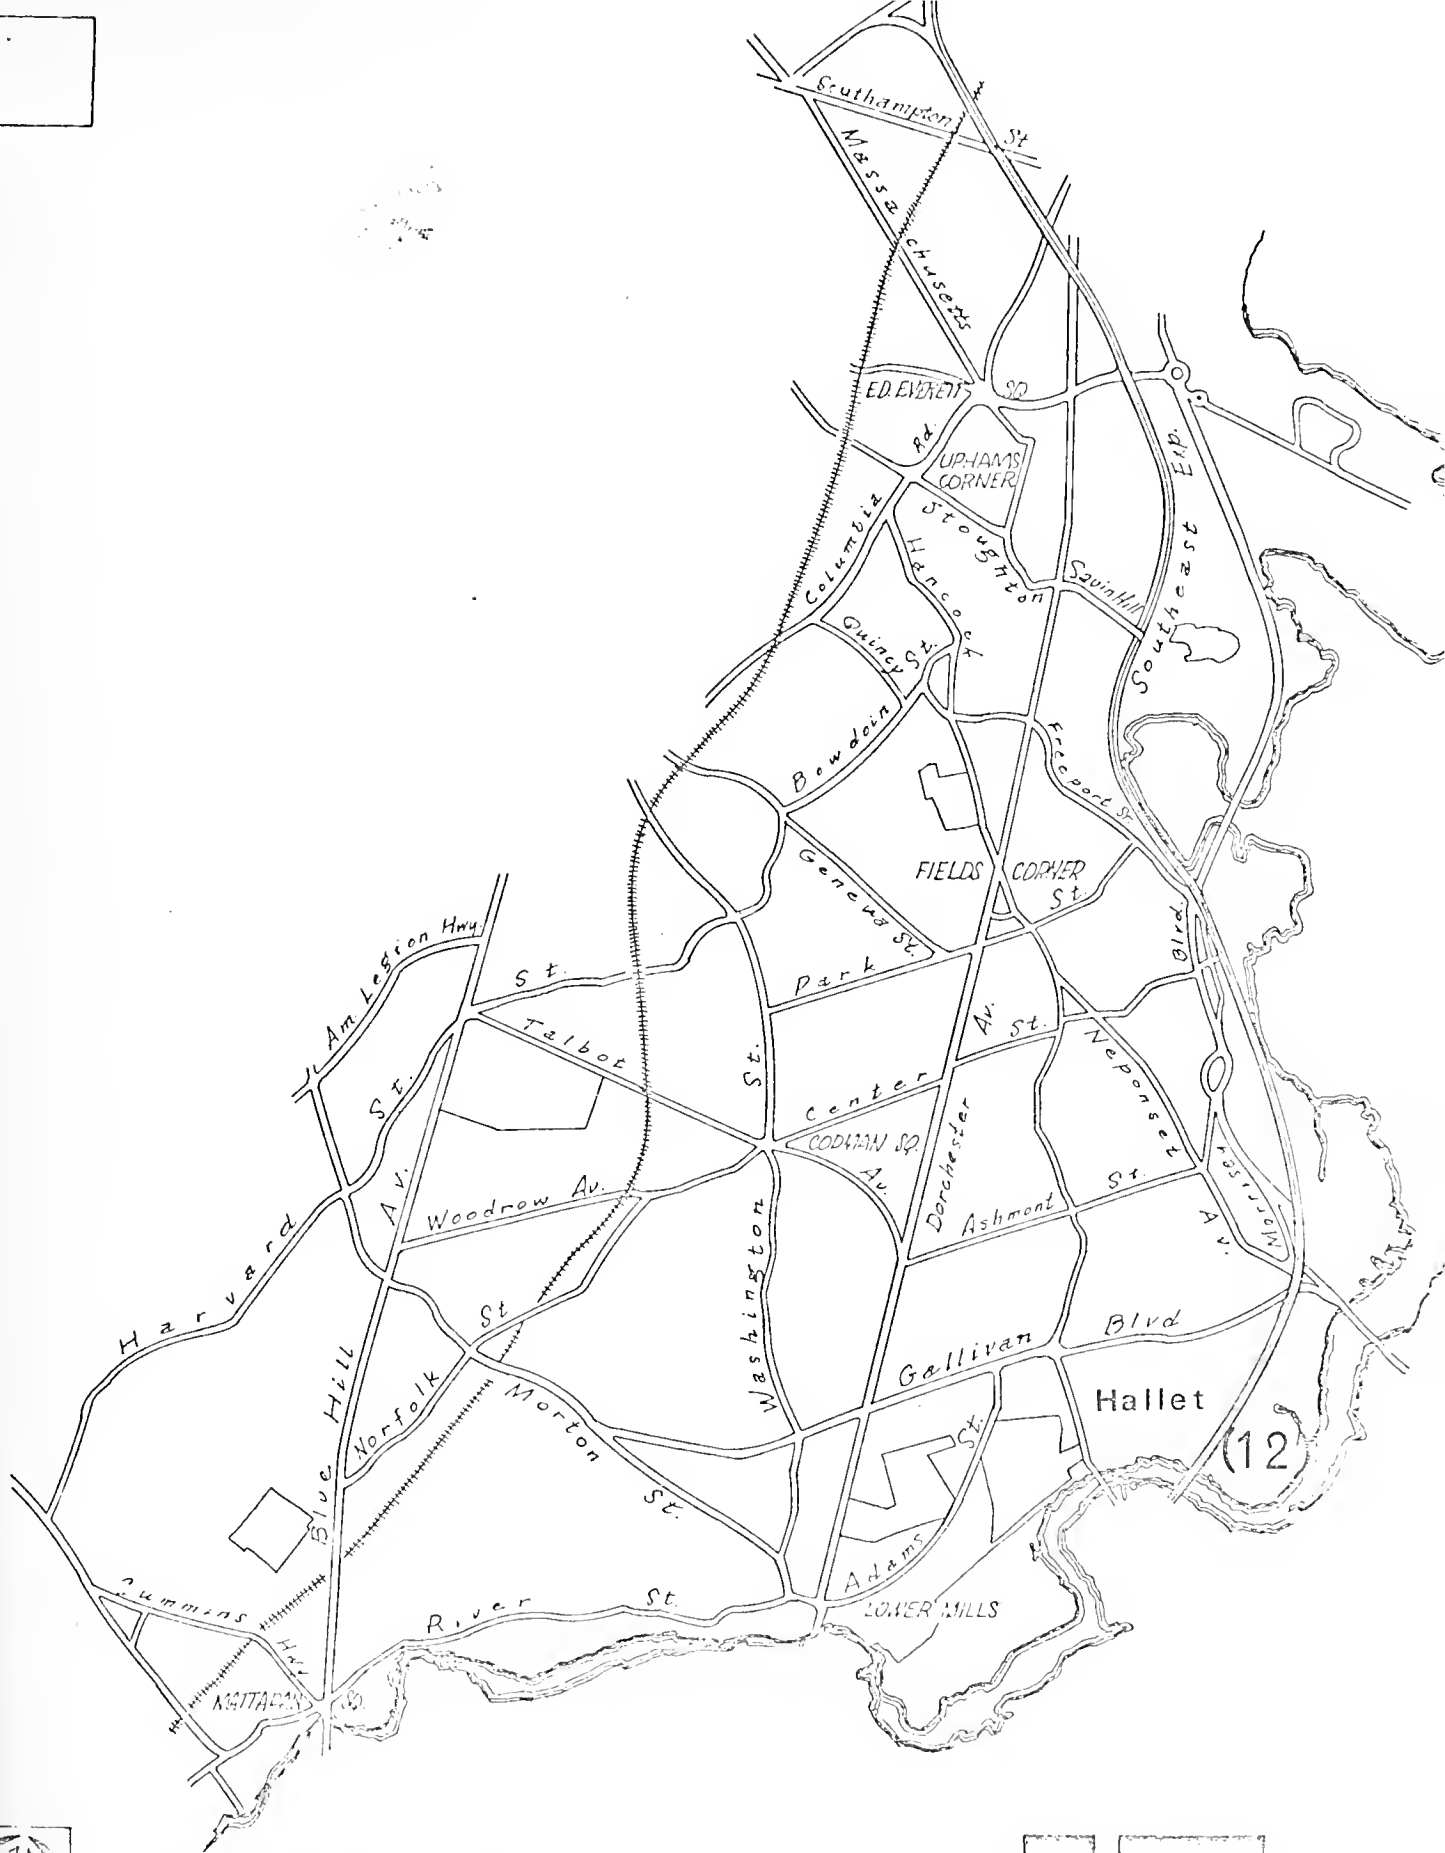 Southampton St
Massachusetts
ED. EVERETT SQ.
Rd.
UPHAMS
CORNER
Columbia
Stoughton
Hancock
Savin Hill
Southeast Exp.
Quincy
St.
Bowdoin
Freeport St.
FIELDS CORNER
St.
Geneva St.
Park
Blvd.
Am. Legion Hwy.
St.
Talbot
St.
Av.
St.
Neponset
St.
Center
CODMAN SQ.
Av.
Dorchester
Av.
Woodrow Av.
Harvard
Ashmont St.
Morrissey
Av.
Washington
St
Gallivan Blvd
Hill
Norfolk
Morton
Hallet
(12)
St.
Blue
St.
Adams
Cummins
River St.
LOWER MILLS
Hwy
MATTAPAN SQ.